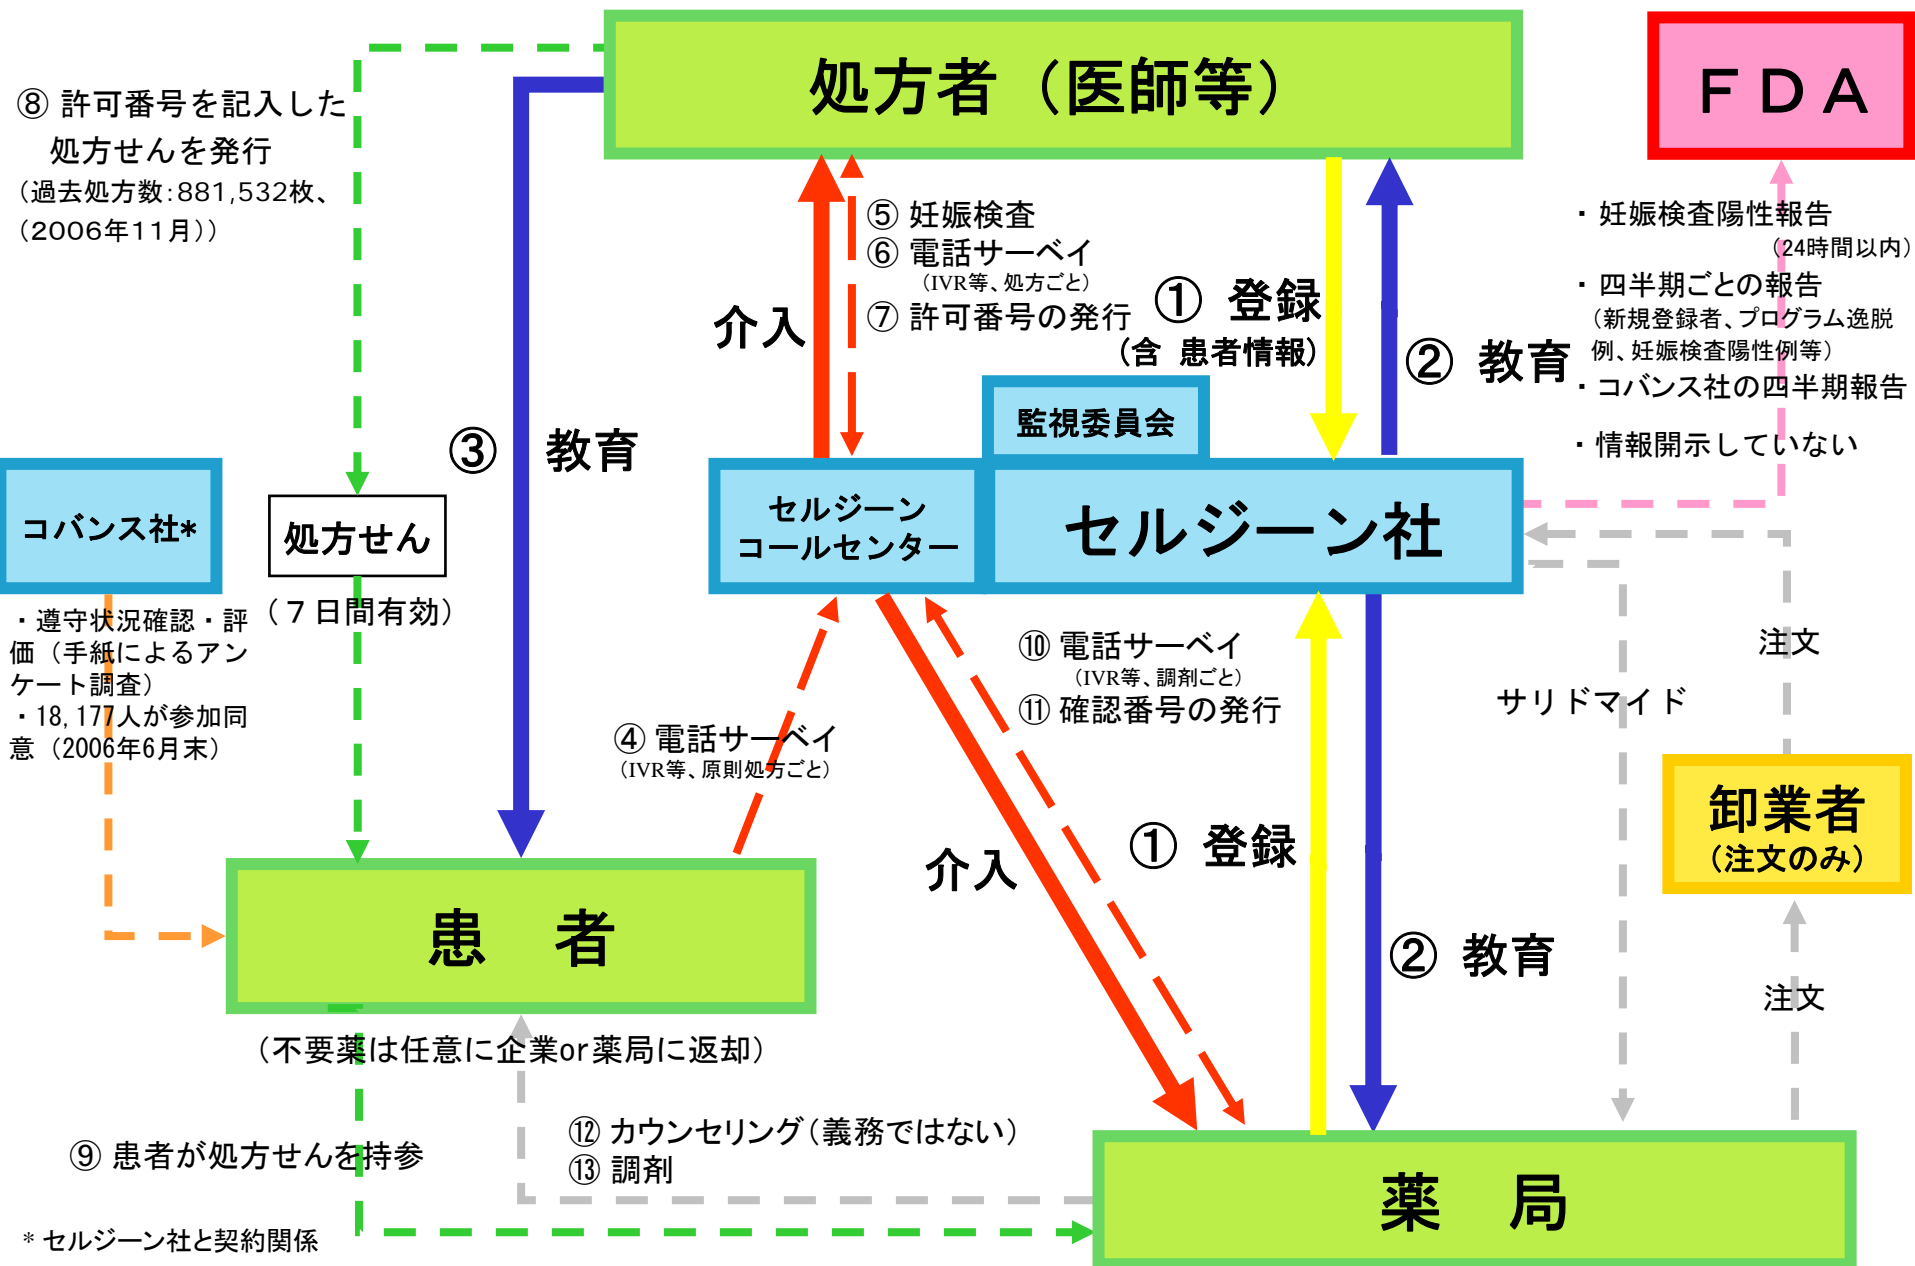 処方者（医師等）
ＦＤＡ
⑧ 許可番号を記入した
処方せんを発行
（過去処方数：881,532枚、
（2006年11月））
⑤ 妊娠検査
⑥ 電話サーベイ
（IVR等、処方ごと）
⑦ 許可番号の発行
介入
① 登録
（含 患者情報）
② 教育
・妊娠検査陽性報告
（24時間以内）
・四半期ごとの報告
（新規登録者、プログラム逸脱
例、妊娠検査陽性例等）
・コバンス社の四半期報告
・情報開示していない
③ 教育
監視委員会
コバンス社*
処方せん
（７日間有効）
セルジーン
コールセンター
セルジーン社
・遵守状況確認・評
価（手紙によるアン
ケート調査）
・18,177人が参加同
意（2006年6月末）
④ 電話サーベイ
（IVR等、原則処方ごと）
⑩ 電話サーベイ
（IVR等、調剤ごと）
⑪ 確認番号の発行
注文
サリドマイド
卸業者
（注文のみ）
介入
① 登録
② 教育
注文
患 者
（不要薬は任意に企業or薬局に返却）
⑨ 患者が処方せんを持参
⑫ カウンセリング（義務ではない）
⑬ 調剤
薬 局
* セルジーン社と契約関係